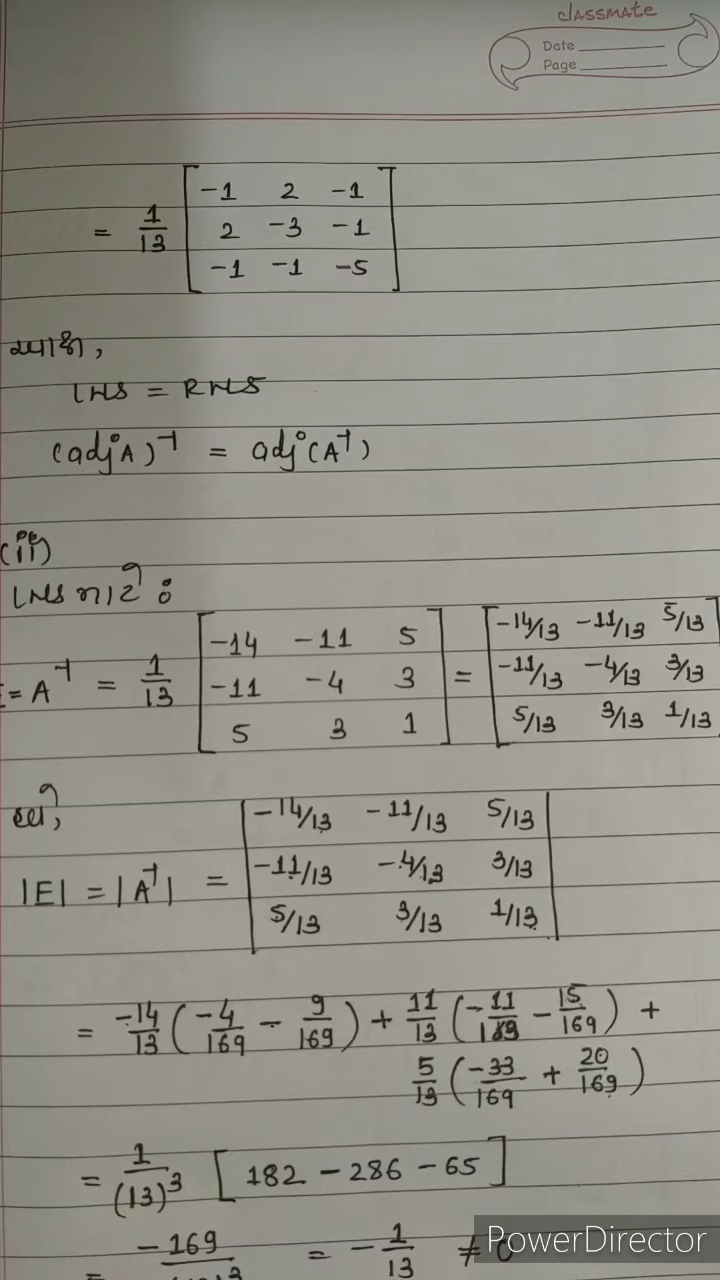 classmate
Date
Page
= 1/13 [ -1 2 -1
2 -3 -1
-1 -1 -5 ]
LHS = RHS
(adj A)⁻¹ = adj (A⁻¹)
(ii)
LHS માટે :
E = A⁻¹ = 1/13 [ -14 -11 5
-11 -4 3
5 3 1 ] = [ -14/13 -11/13 5/13
-11/13 -4/13 3/13
5/13 3/13 1/13 ]
હવે,
|E| = |A⁻¹| = | -14/13 -11/13 5/13
-11/13 -4/13 3/13
5/13 3/13 1/13 |
= -14/13 (-4/169 - 9/169) + 11/13 (-11/169 - 15/169) +
5/13 (-33/169 + 20/169)
= 1/(13)³ [182 - 286 - 65]
= -169/ = -1/13 ≠ 0
PowerDirector